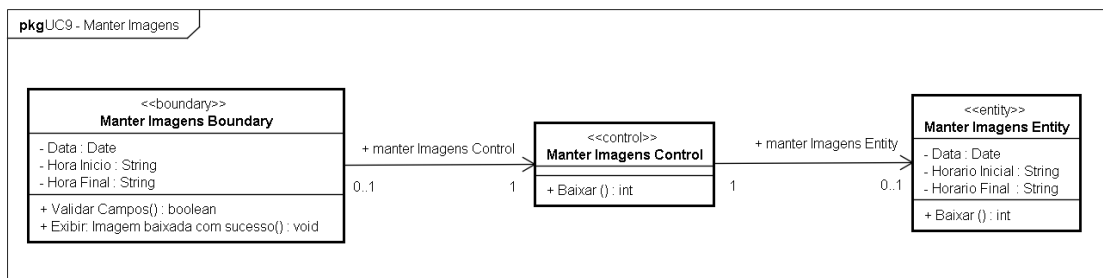 pkg UC9 - Manter Imagens
<<boundary>>
Manter Imagens Boundary
- Data : Date
- Hora Inicio : String
- Hora Final : String
+ Validar Campos() : boolean
+ Exibir: Imagem baixada com sucesso() : void
+ manter Imagens Control
0..1
1
<<control>>
Manter Imagens Control
+ Baixar () : int
+ manter Imagens Entity
1
0..1
<<entity>>
Manter Imagens Entity
- Data : Date
- Horario Inicial : String
- Horario Final : String
+ Baixar () : int